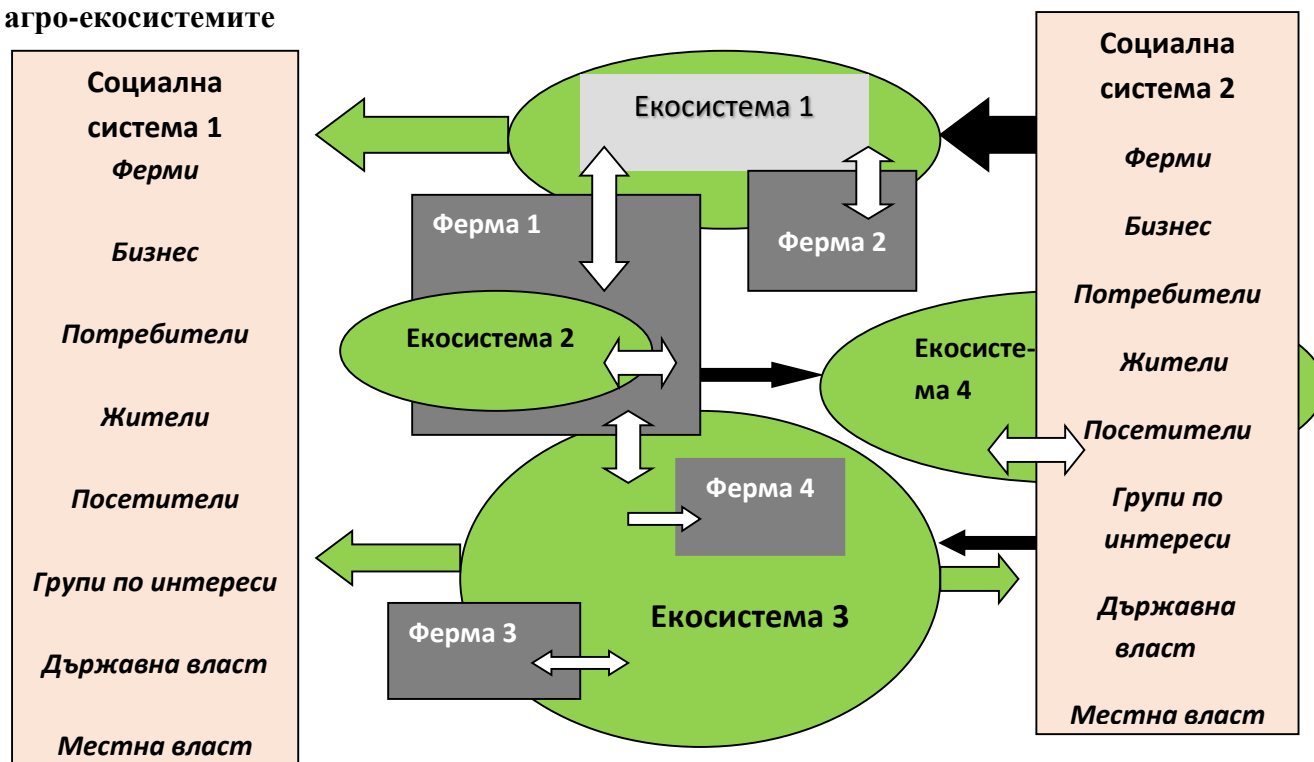 агро-екосистемите
Социална
система 1
Ферми
Бизнес
Потребители
Жители
Посетители
Групи по интереси
Държавна власт
Местна власт
Екосистема 1
Ферма 1
Ферма 2
Екосистема 2
Екосисте-
ма 4
Ферма 4
Екосистема 3
Ферма 3
Социална
система 2
Ферми
Бизнес
Потребители
Жители
Посетители
Групи по
интереси
Държавна
власт
Местна власт